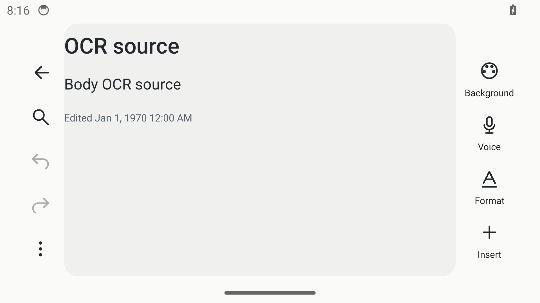 8:16
OCR source
Body OCR source
Edited Jan 1, 1970 12:00 AM
Background
Voice
Format
Insert